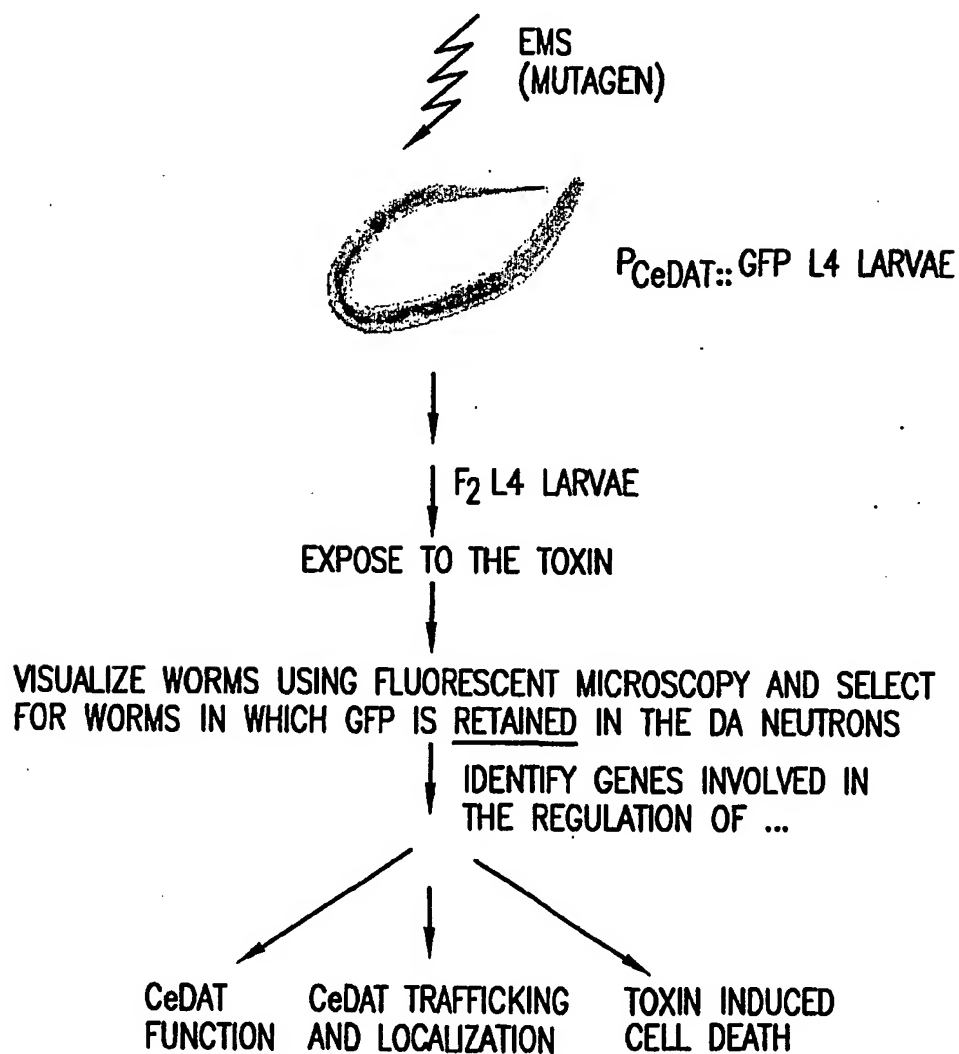 EMS
(MUTAGEN)
PCeDAT::GFP L4 LARVAE
F2 L4 LARVAE
EXPOSE TO THE TOXIN
VISUALIZE WORMS USING FLUORESCENT MICROSCOPY AND SELECT
FOR WORMS IN WHICH GFP IS RETAINED IN THE DA NEUTRONS
IDENTIFY GENES INVOLVED IN
THE REGULATION OF ...
CeDAT
FUNCTION
CeDAT TRAFFICKING
AND LOCALIZATION
TOXIN INDUCED
CELL DEATH